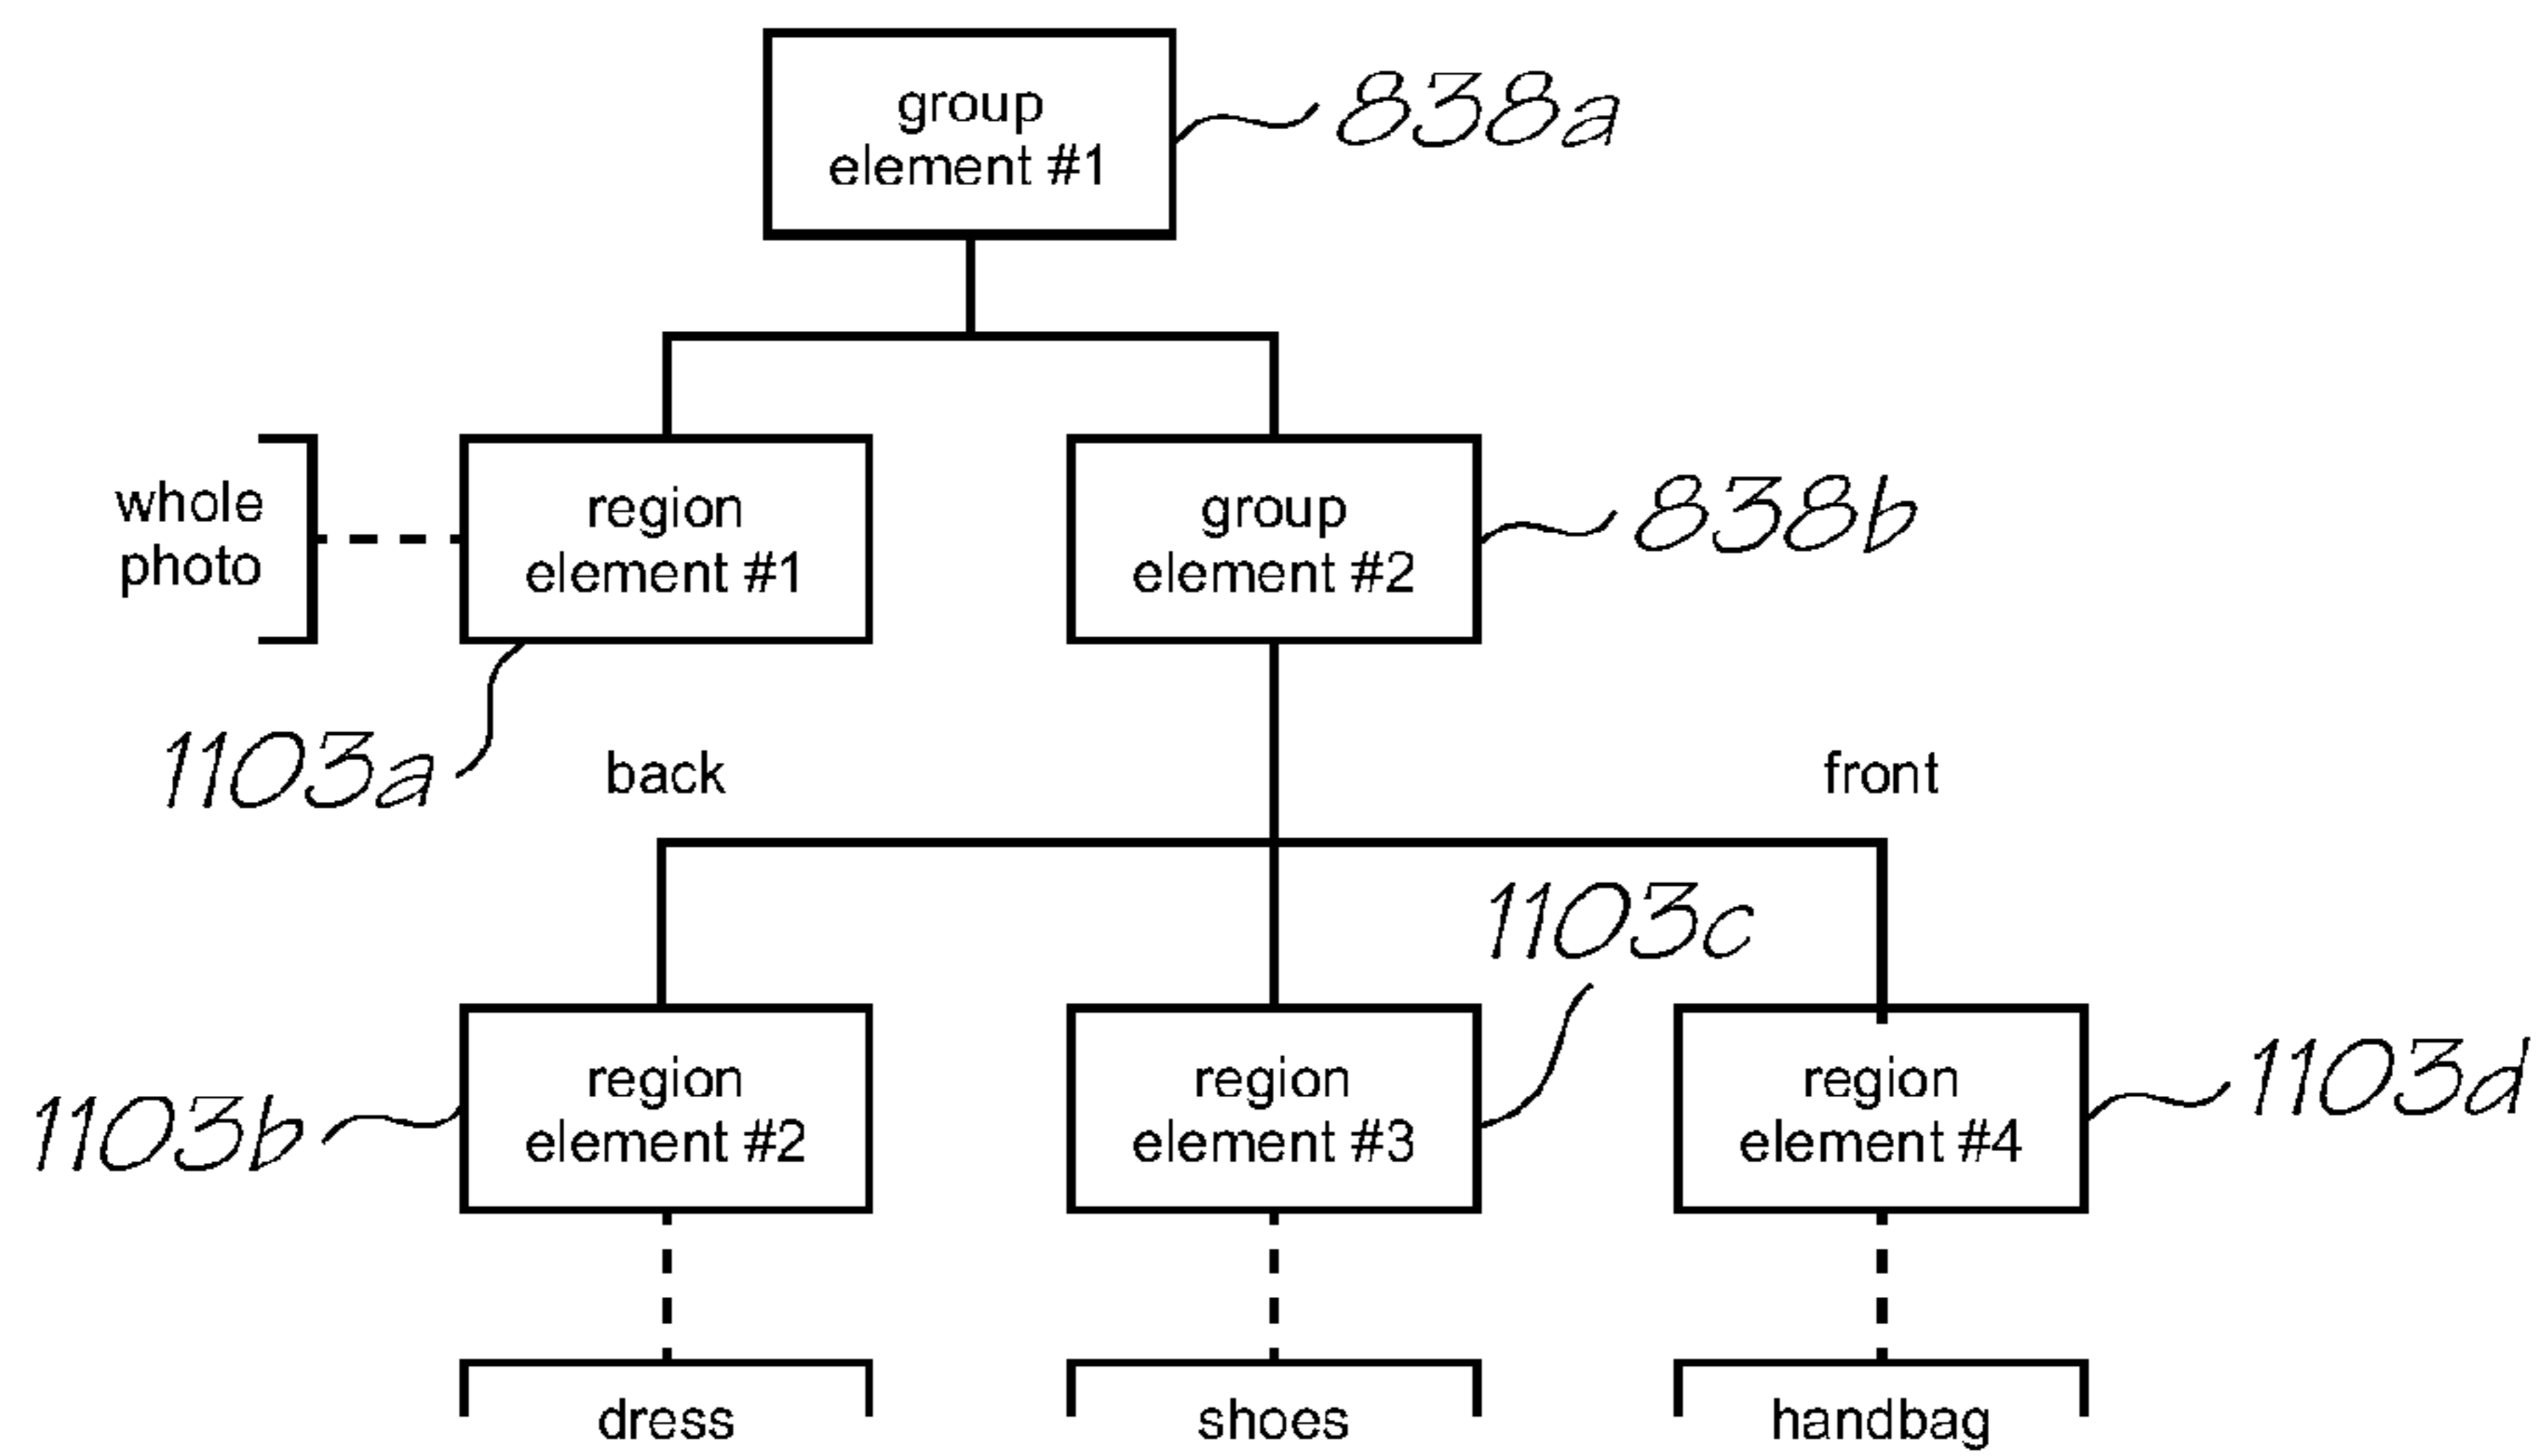 group
element #1
838a
whole
photo
region
element #1
group
element #2
838b
1103a
back
front
1103c
1103b
region
element #2
region
element #3
region
element #4
1103d
dress
shoes
handbag